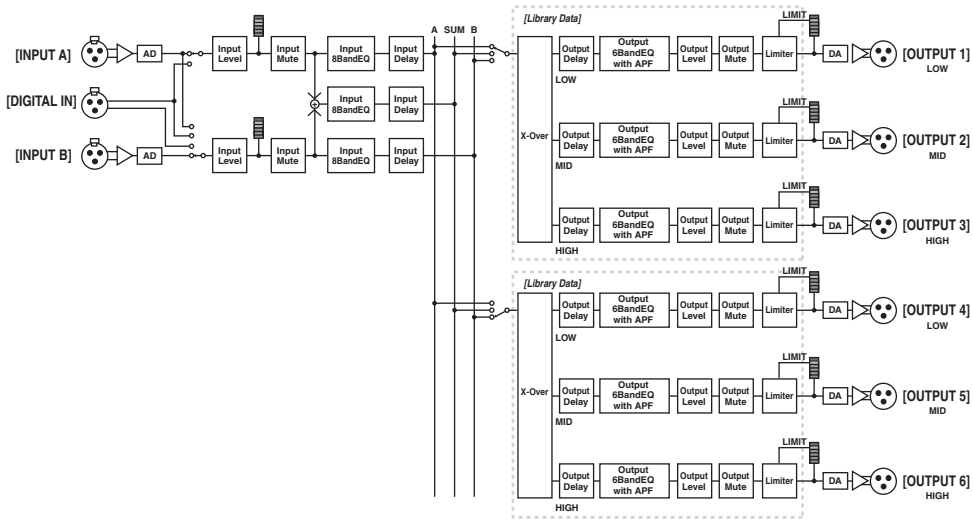 [Library Data]
A SUM B
LIMIT
[INPUT A]
AD
Input Level
Input Mute
Input 8BandEQ
Input Delay
Output Delay
Output 6BandEQ with APF
Output Level
Output Mute
Limiter
DA
[OUTPUT 1]
LOW
LOW
[DIGITAL IN]
Input 8BandEQ
Input Delay
[INPUT B]
AD
Input Level
Input Mute
Input 8BandEQ
Input Delay
X-Over
LIMIT
Output Delay
Output 6BandEQ with APF
Output Level
Output Mute
Limiter
DA
[OUTPUT 2]
MID
MID
LIMIT
Output Delay
Output 6BandEQ with APF
Output Level
Output Mute
Limiter
DA
[OUTPUT 3]
HIGH
HIGH
[Library Data]
LIMIT
Output Delay
Output 6BandEQ with APF
Output Level
Output Mute
Limiter
DA
[OUTPUT 4]
LOW
LOW
X-Over
LIMIT
Output Delay
Output 6BandEQ with APF
Output Level
Output Mute
Limiter
DA
[OUTPUT 5]
MID
MID
LIMIT
Output Delay
Output 6BandEQ with APF
Output Level
Output Mute
Limiter
DA
[OUTPUT 6]
HIGH
HIGH